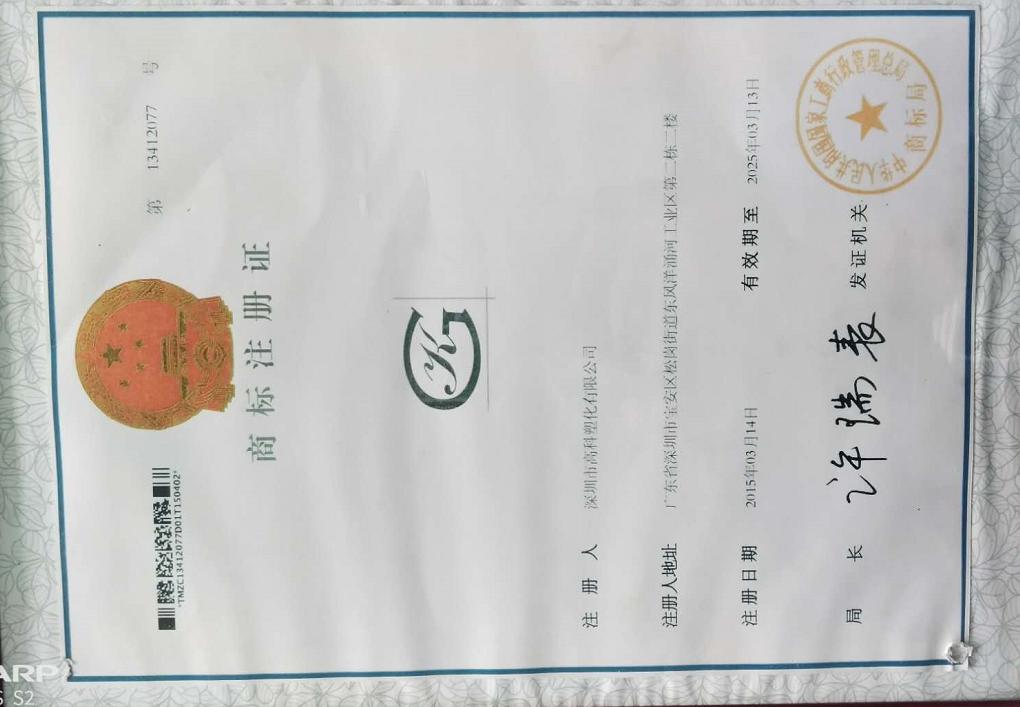 第 13412077 号
*TMZC13412077D01T150402*
商标注册证
GK
注册人 深圳市高科塑化有限公司
注册人地址 广东省深圳市宝安区松岗街道东风洋涌河工业区第二栋二楼
注册日期 2015年03月14日 有效期至 2025年03月13日
局长 许瑞表 发证机关
中华人民共和国国家工商行政管理总局
商标局
ARP
S2